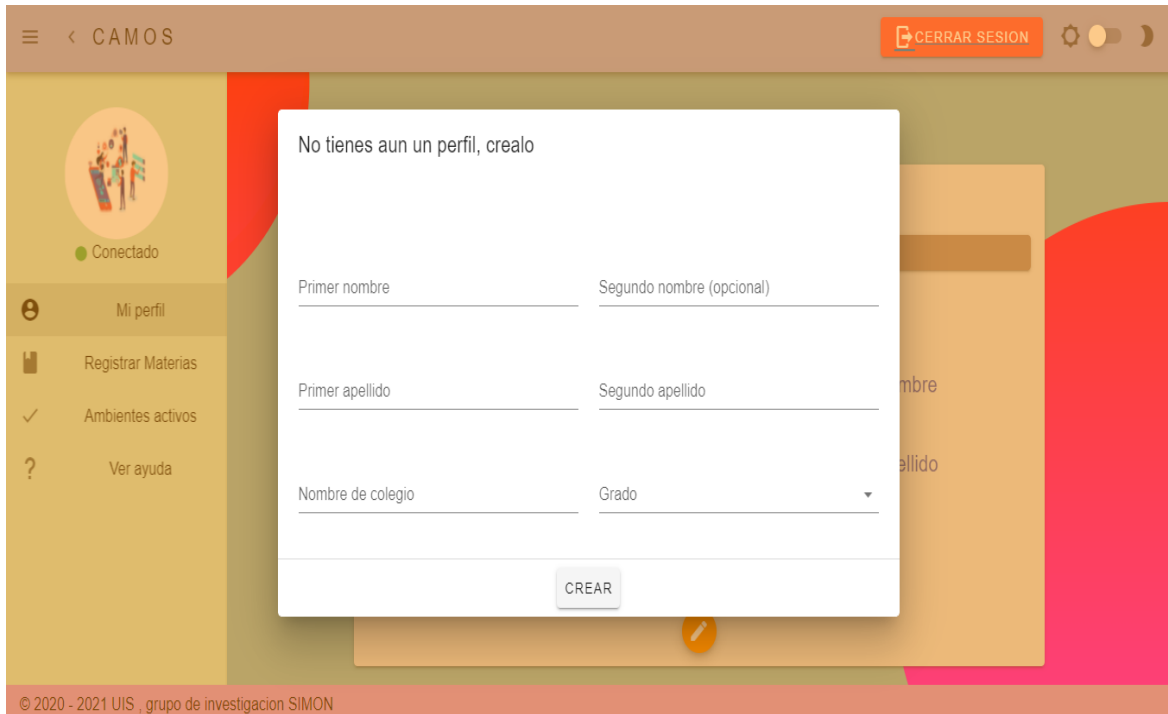 CAMOS
CERRAR SESION
Conectado
Mi perfil
Registrar Materias
Ambientes activos
Ver ayuda
No tienes aun un perfil, crealo
Primer nombre
Segundo nombre (opcional)
Primer apellido
Segundo apellido
Nombre de colegio
Grado
CREAR
mbre
ellido
© 2020 - 2021 UIS , grupo de investigacion SIMON